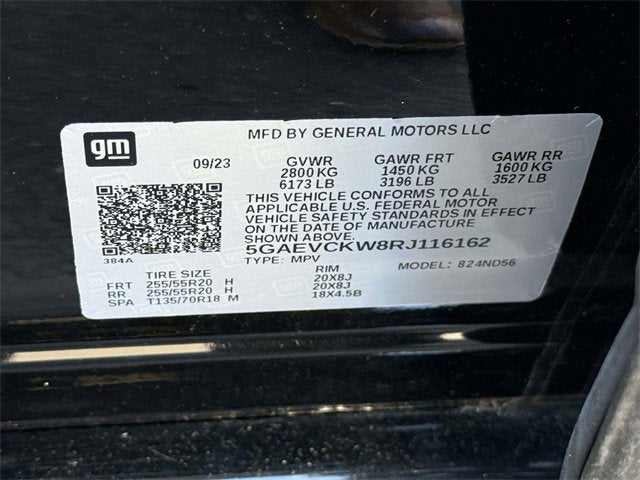 gm
MFD BY GENERAL MOTORS LLC
09/23 GVWR GAWR FRT GAWR RR
2800 KG 1450 KG 1600 KG
6173 LB 3196 LB 3527 LB
THIS VEHICLE CONFORMS TO ALL
APPLICABLE U.S. FEDERAL MOTOR
VEHICLE SAFETY STANDARDS IN EFFECT
ON THE DATE OF MANUFACTURE
SHOWN ABOVE.
5GAEVCKW8RJ116162
384A
TYPE: MPV MODEL: 824ND56
TIRE SIZE RIM
FRT 255/55R20 H 20X8J
RR 255/55R20 H 20X8J
SPA T135/70R18 M 18X4.5B